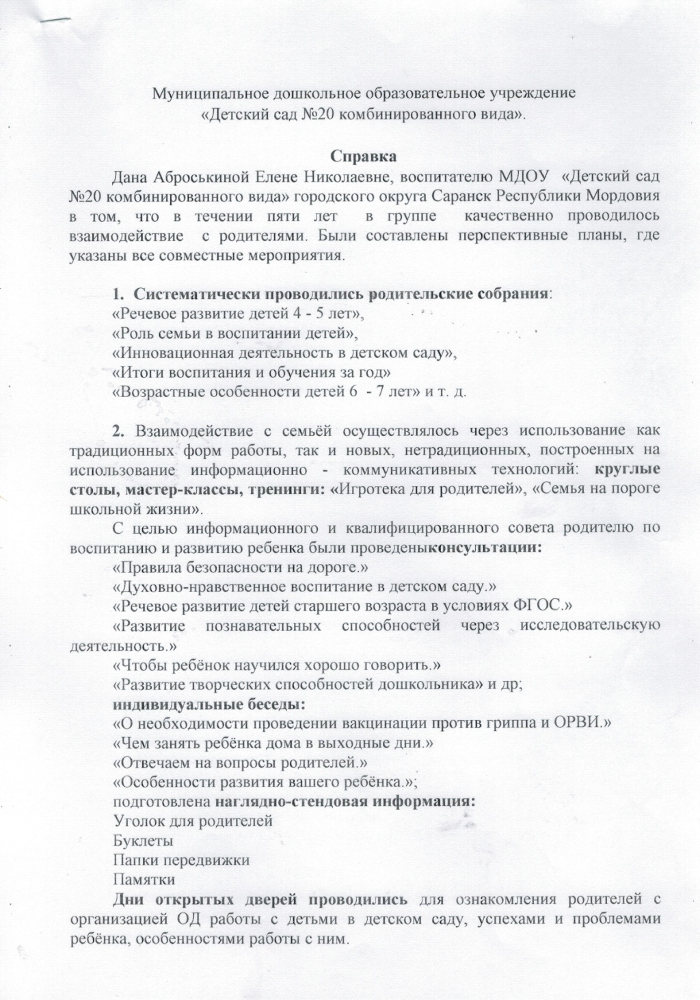 Муниципальное дошкольное образовательное учреждение
«Детский сад №20 комбинированного вида».
Справка
Дана Аброськиной Елене Николаевне, воспитателю МДОУ «Детский сад
№20 комбинированного вида» городского округа Саранск Республики Мордовия
в том, что в течении пяти лет в группе качественно проводилось
взаимодействие с родителями. Были составлены перспективные планы, где
указаны все совместные мероприятия.
1. Систематически проводились родительские собрания:
«Речевое развитие детей 4 - 5 лет»,
«Роль семьи в воспитании детей»,
«Инновационная деятельность в детском саду»,
«Итоги воспитания и обучения за год»
«Возрастные особенности детей 6 - 7 лет» и т. д.
2. Взаимодействие с семьёй осуществлялось через использование как
традиционных форм работы, так и новых, нетрадиционных, построенных на
использование информационно - коммуникативных технологий: круглые
столы, мастер-классы, тренинги: «Игротека для родителей», «Семья на пороге
школьной жизни».
С целью информационного и квалифицированного совета родителю по
воспитанию и развитию ребенка были проведеныконсультации:
«Правила безопасности на дороге.»
«Духовно-нравственное воспитание в детском саду.»
«Речевое развитие детей старшего возраста в условиях ФГОС.»
«Развитие познавательных способностей через исследовательскую
деятельность.»
«Чтобы ребёнок научился хорошо говорить.»
«Развитие творческих способностей дошкольника» и др;
индивидуальные беседы:
«О необходимости проведении вакцинации против гриппа и ОРВИ.»
«Чем занять ребёнка дома в выходные дни.»
«Отвечаем на вопросы родителей.»
«Особенности развития вашего ребёнка.»;
подготовлена наглядно-стендовая информация:
Уголок для родителей
Буклеты
Папки передвижки
Памятки
Дни открытых дверей проводились для ознакомления родителей с
организацией ОД работы с детьми в детском саду, успехами и проблемами
ребёнка, особенностями работы с ним.